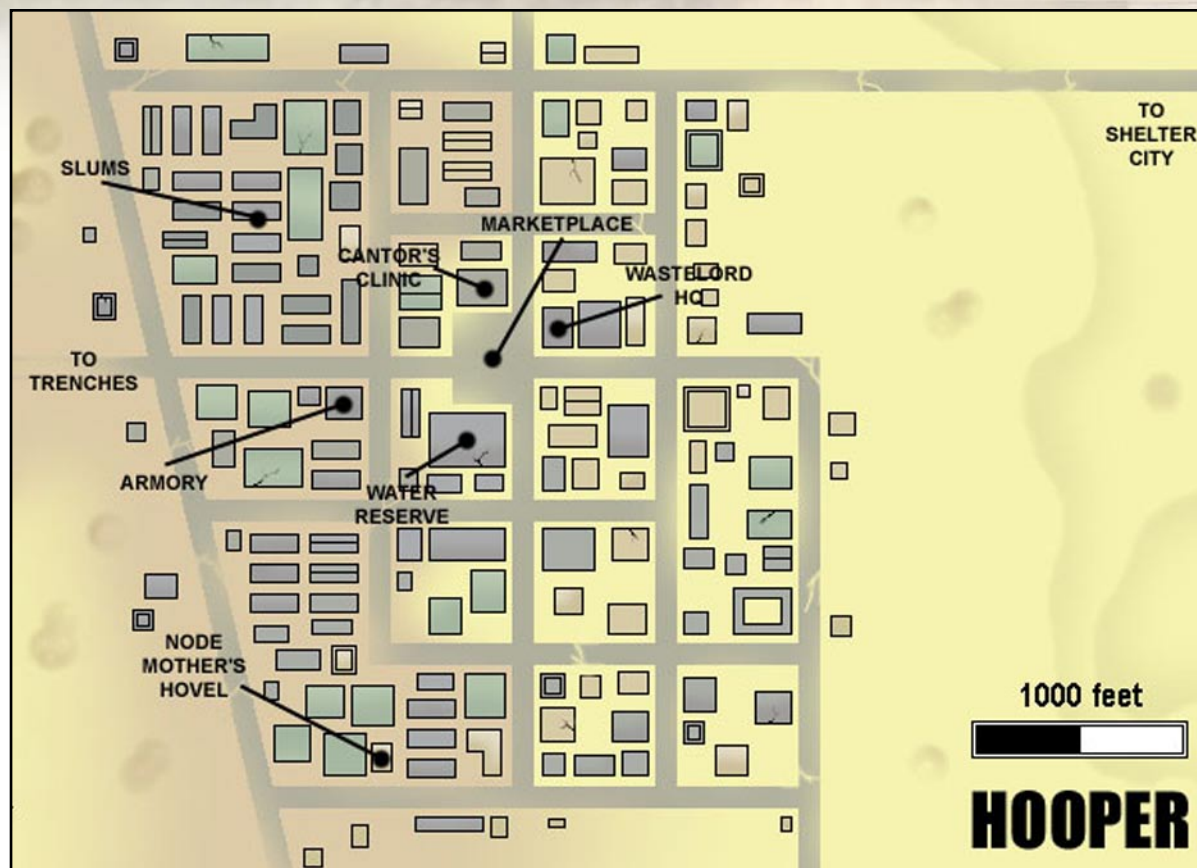 TO
SHELTER
CITY
SLUMS
MARKETPLACE
CANTOR'S
CLINIC
WASTELORD
HQ
TO
TRENCHES
ARMORY
WATER
RESERVE
NODE
MOTHER'S
HOVEL
1000 feet
HOOPER